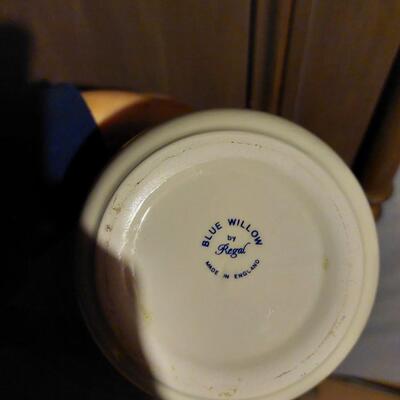 BLUE WILLOW
by
Regal
MADE IN ENGLAND